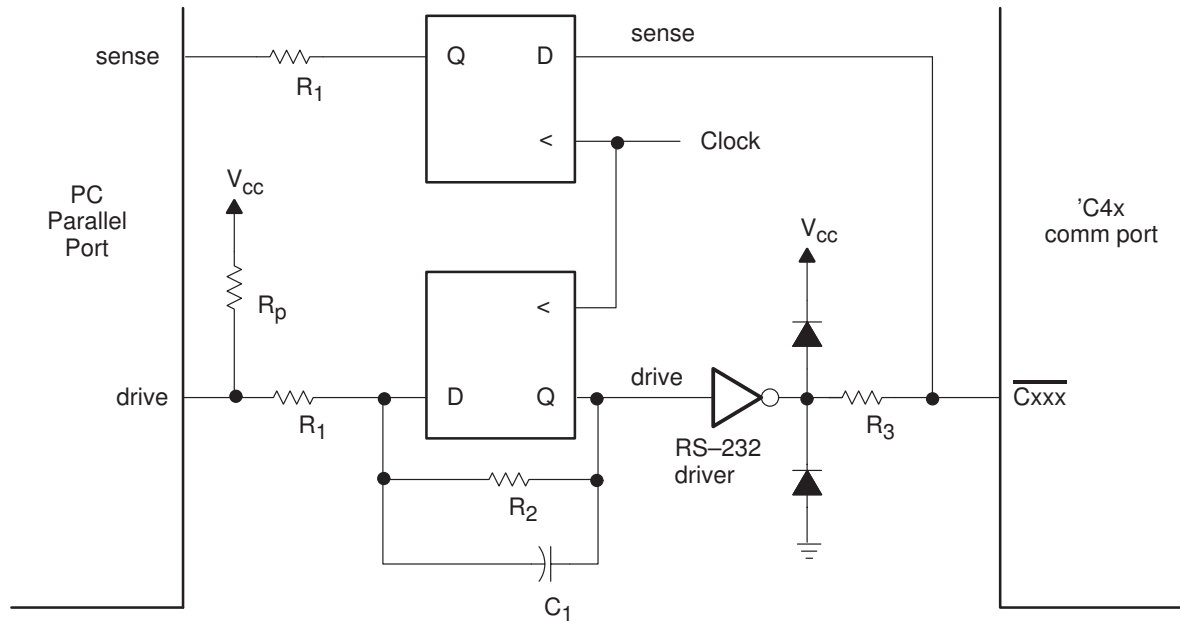 sense
R1
Q
D
sense
<
Clock
PC
Parallel
Port
Vcc
Rp
'C4x
comm port
Vcc
<
drive
R1
D
Q
drive
RS–232
driver
R3
Cxxx
R2
C1